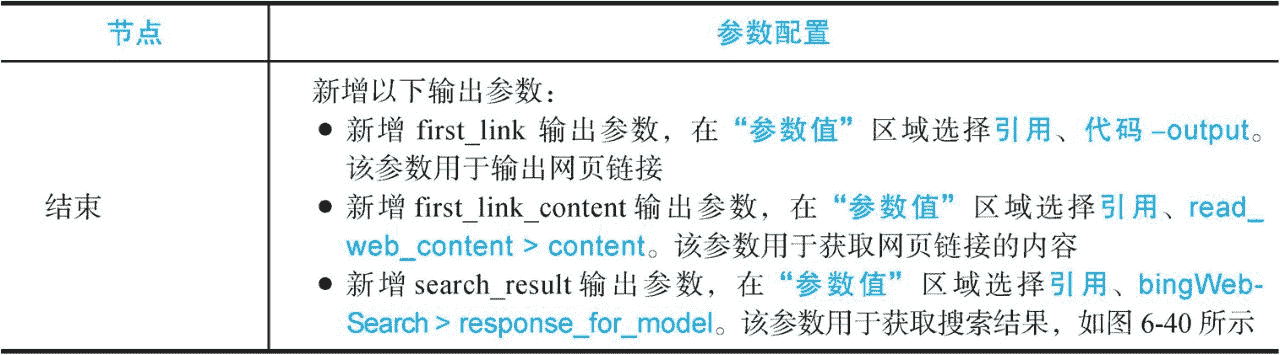 节点 参数配置
新增以下输出参数：
● 新增 first_link 输出参数，在“参数值”区域选择引用、代码 –output。
该参数用于输出网页链接
结束
● 新增 first_link_content 输出参数，在“参数值”区域选择引用、read_
web_content > content。该参数用于获取网页链接的内容
● 新增 search_result 输出参数，在“参数值”区域选择引用、bingWeb-
Search > response_for_model。该参数用于获取搜索结果，如图 6-40 所示